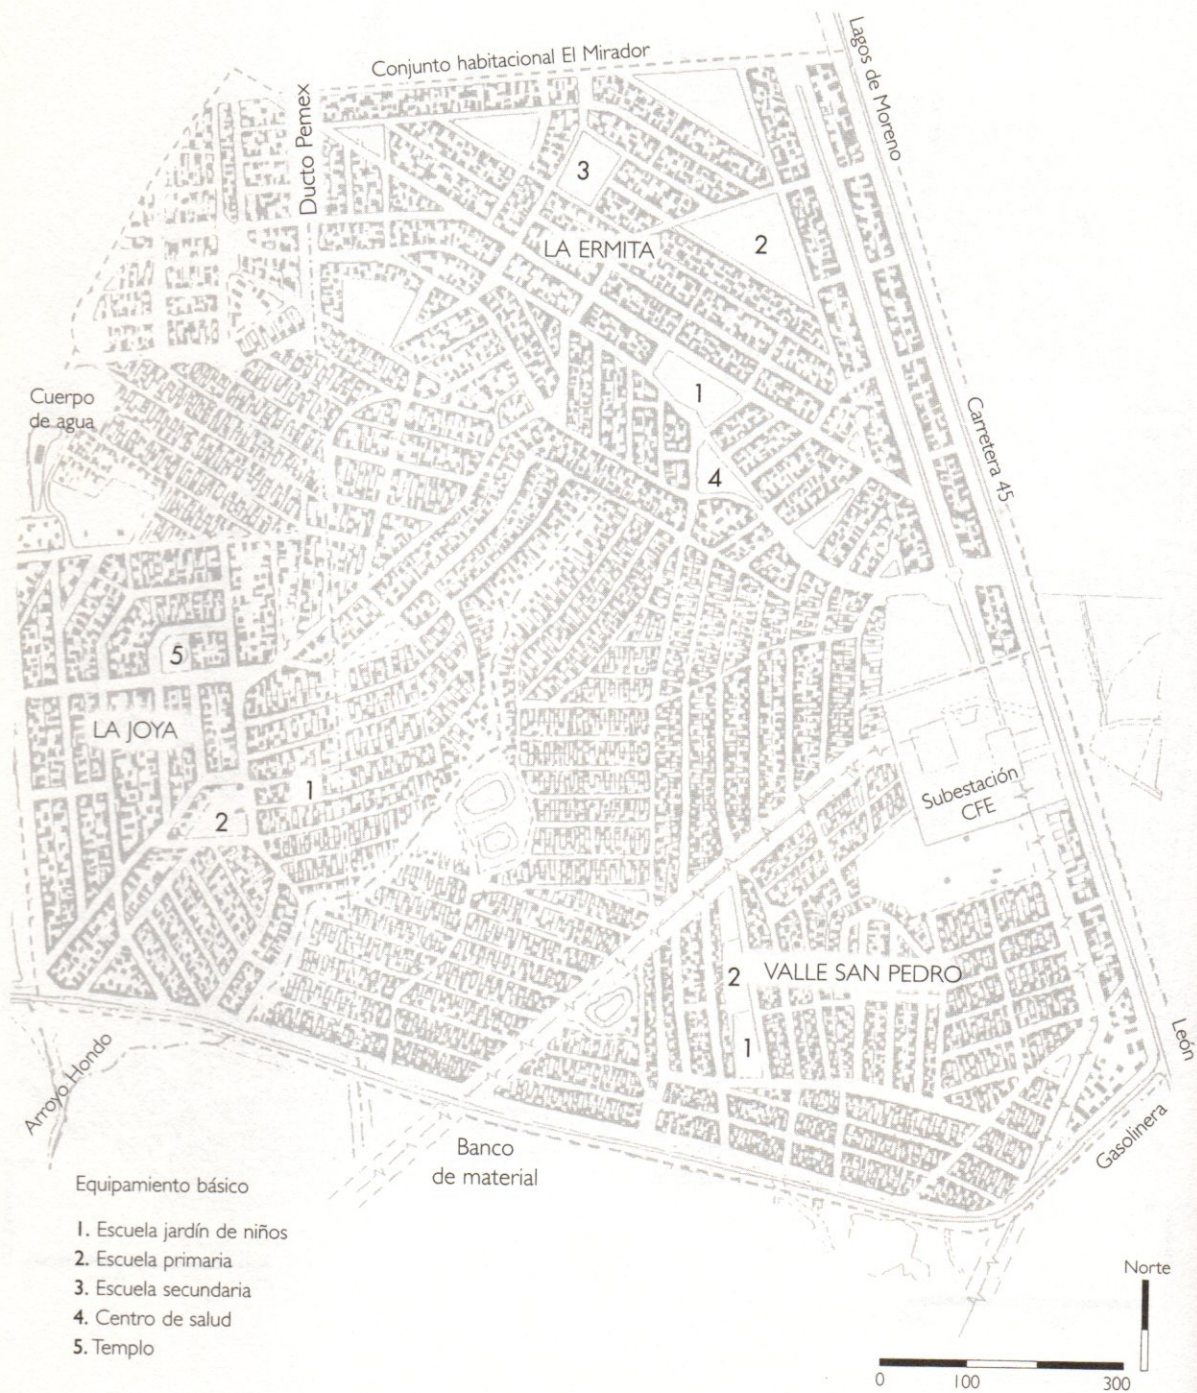 Conjunto habitacional El Mirador
Lagos de Moreno
Ducto Pemex
3
LA ERMITA
2
Cuerpo
de agua
1
Carretera 45
4
5
LA JOYA
1
2
Subestación
CFE
2
VALLE SAN PEDRO
1
León
Arroyo Hondo
Gasolinera
Banco
de material
Equipamiento básico
1. Escuela jardín de niños
2. Escuela primaria
3. Escuela secundaria
4. Centro de salud
5. Templo
Norte
0 100 300